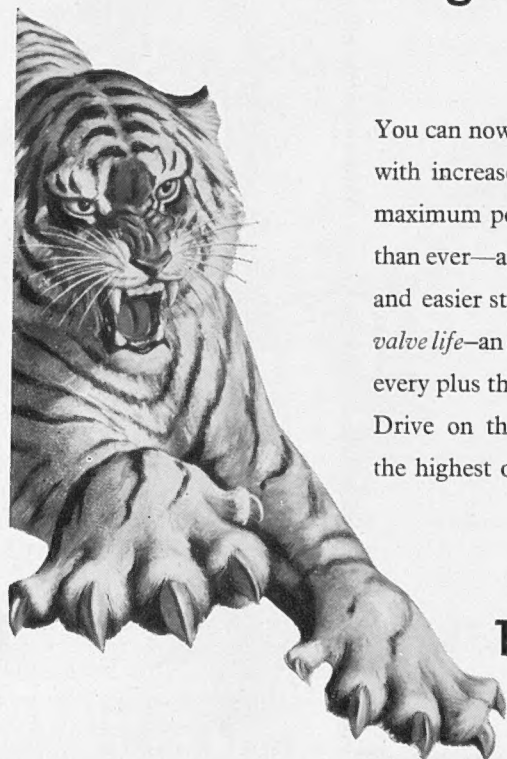 You can now
with increase
maximum p
than ever—a
and easier st
valve life–an
every plus th
Drive on th
the highest o